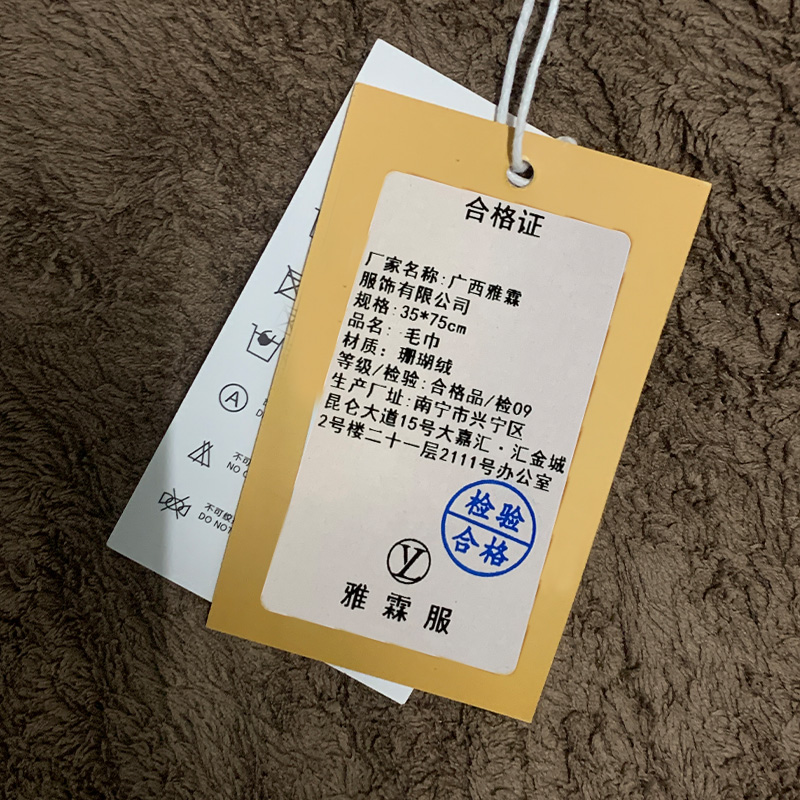 合格证
厂家名称:广西雅霖
服饰有限公司
规格:35*75cm
品名: 毛巾
材质: 珊瑚绒
等级/检验:合格品/检09
生产厂址:南宁市兴宁区
昆仑大道15号大嘉汇·汇金城
2号楼二十一层2111号办公室
检验
合格
雅霖服
A
不可
NO
不可
DO NOT